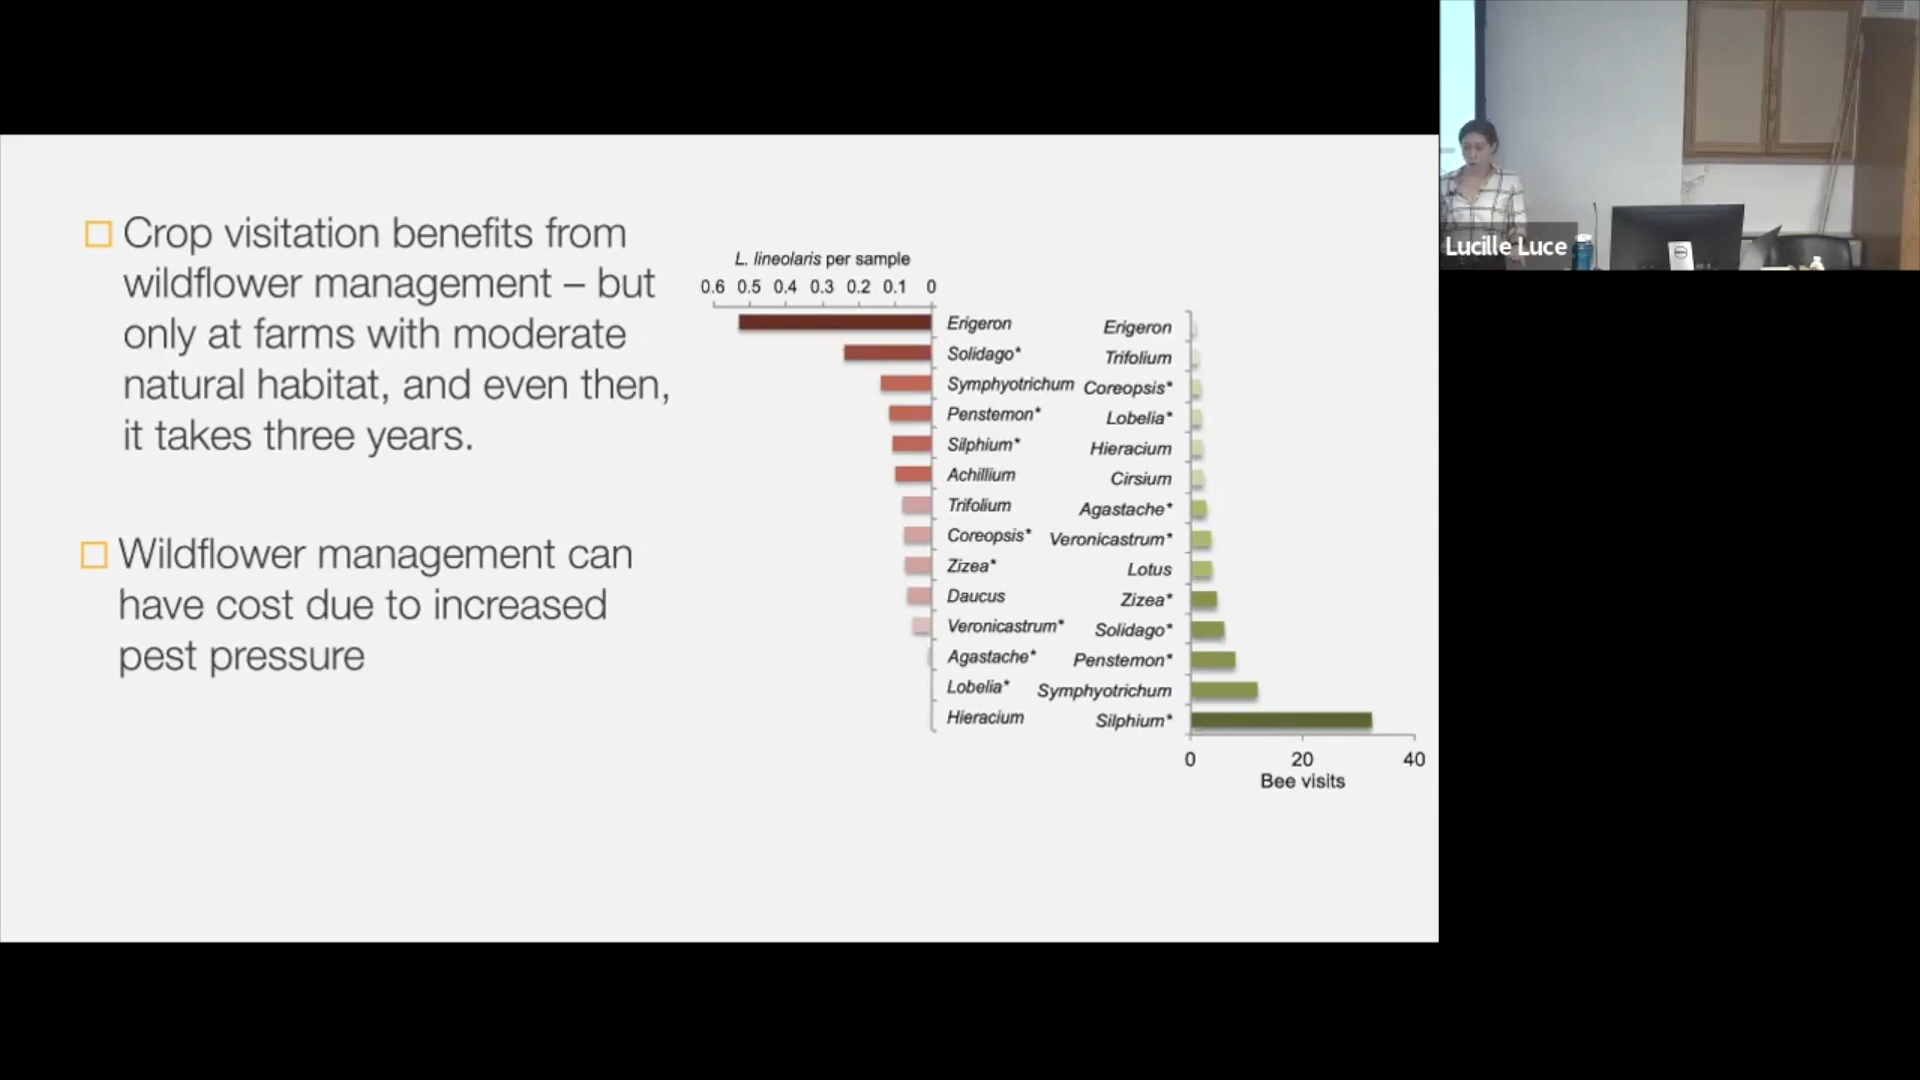 Crop visitation benefits from
wildflower management – but
only at farms with moderate
natural habitat, and even then,
it takes three years.
Wildflower management can
have cost due to increased
pest pressure
L. lineolaris per sample
0.6 0.5 0.4 0.3 0.2 0.1 0
Erigeron
Solidago*
Symphyotrichum
Penstemon*
Silphium*
Achillium
Trifolium
Coreopsis*
Zizea*
Daucus
Veronicastrum*
Agastache*
Lobelia*
Hieracium
Erigeron
Trifolium
Coreopsis*
Lobelia*
Hieracium
Cirsium
Agastache*
Veronicastrum*
Lotus
Zizea*
Solidago*
Penstemon*
Symphyotrichum
Silphium*
0 20 40
Bee visits
Lucille Luce